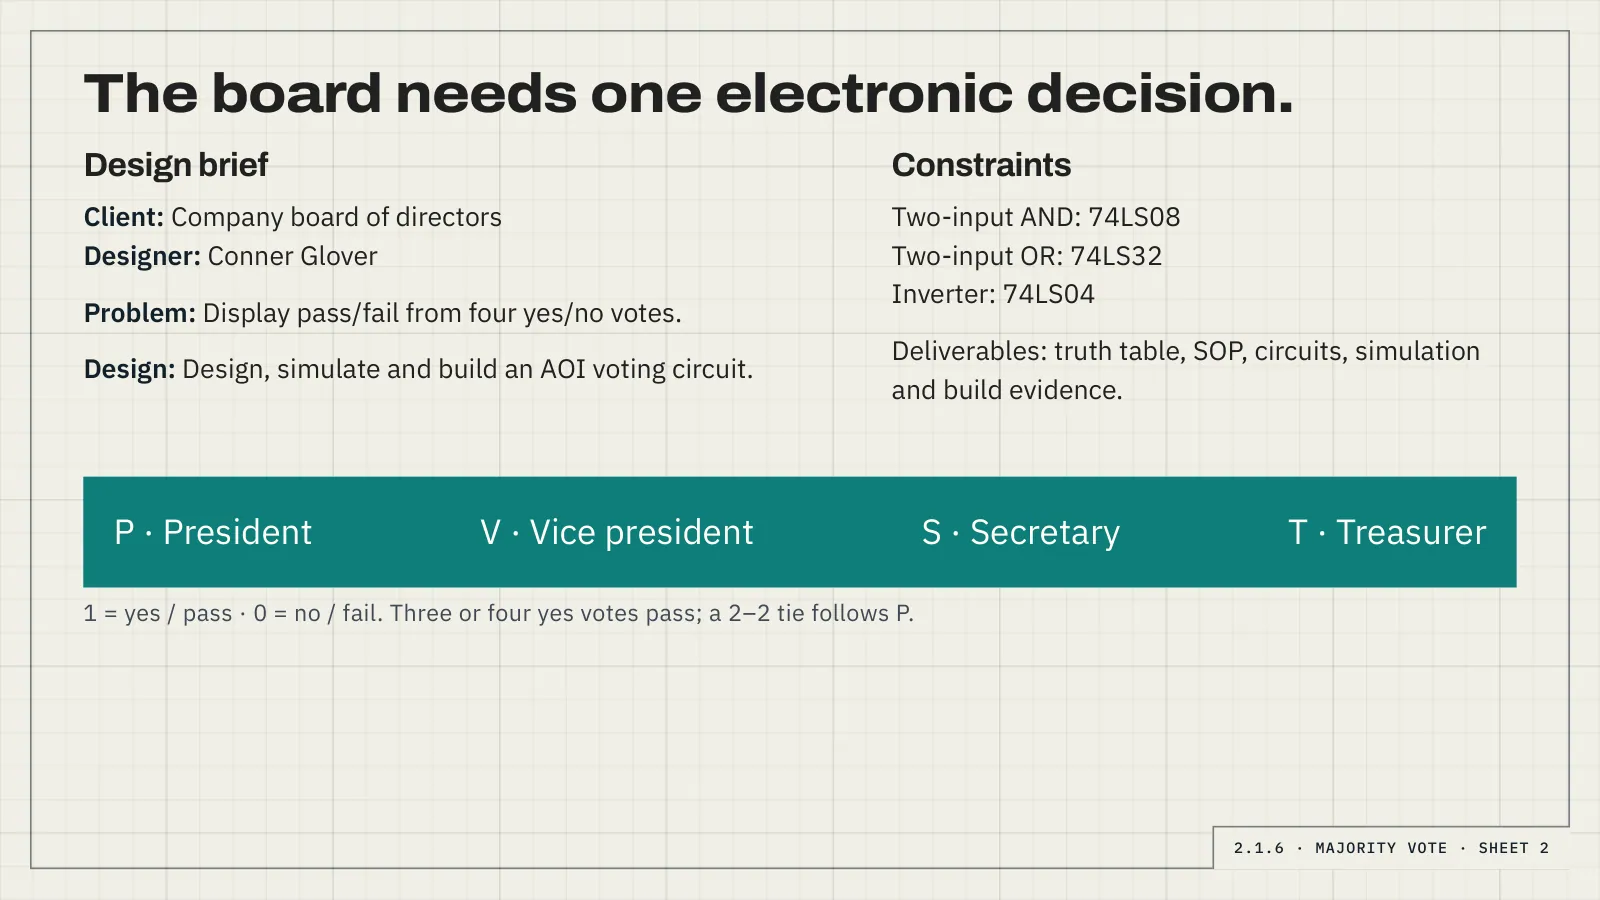 The board needs one electronic decision.
Design brief
Client: Company board of directors
Designer: Conner Glover
Problem: Display pass/fail from four yes/no votes.
Design: Design, simulate and build an AOI voting circuit.
Constraints
Two-input AND: 74LS08
Two-input OR: 74LS32
Inverter: 74LS04
Deliverables: truth table, SOP, circuits, simulation
and build evidence.
P · President V · Vice president S · Secretary T · Treasurer
1 = yes / pass · 0 = no / fail. Three or four yes votes pass; a 2–2 tie follows P.
2.1.6 · MAJORITY VOTE · SHEET 2